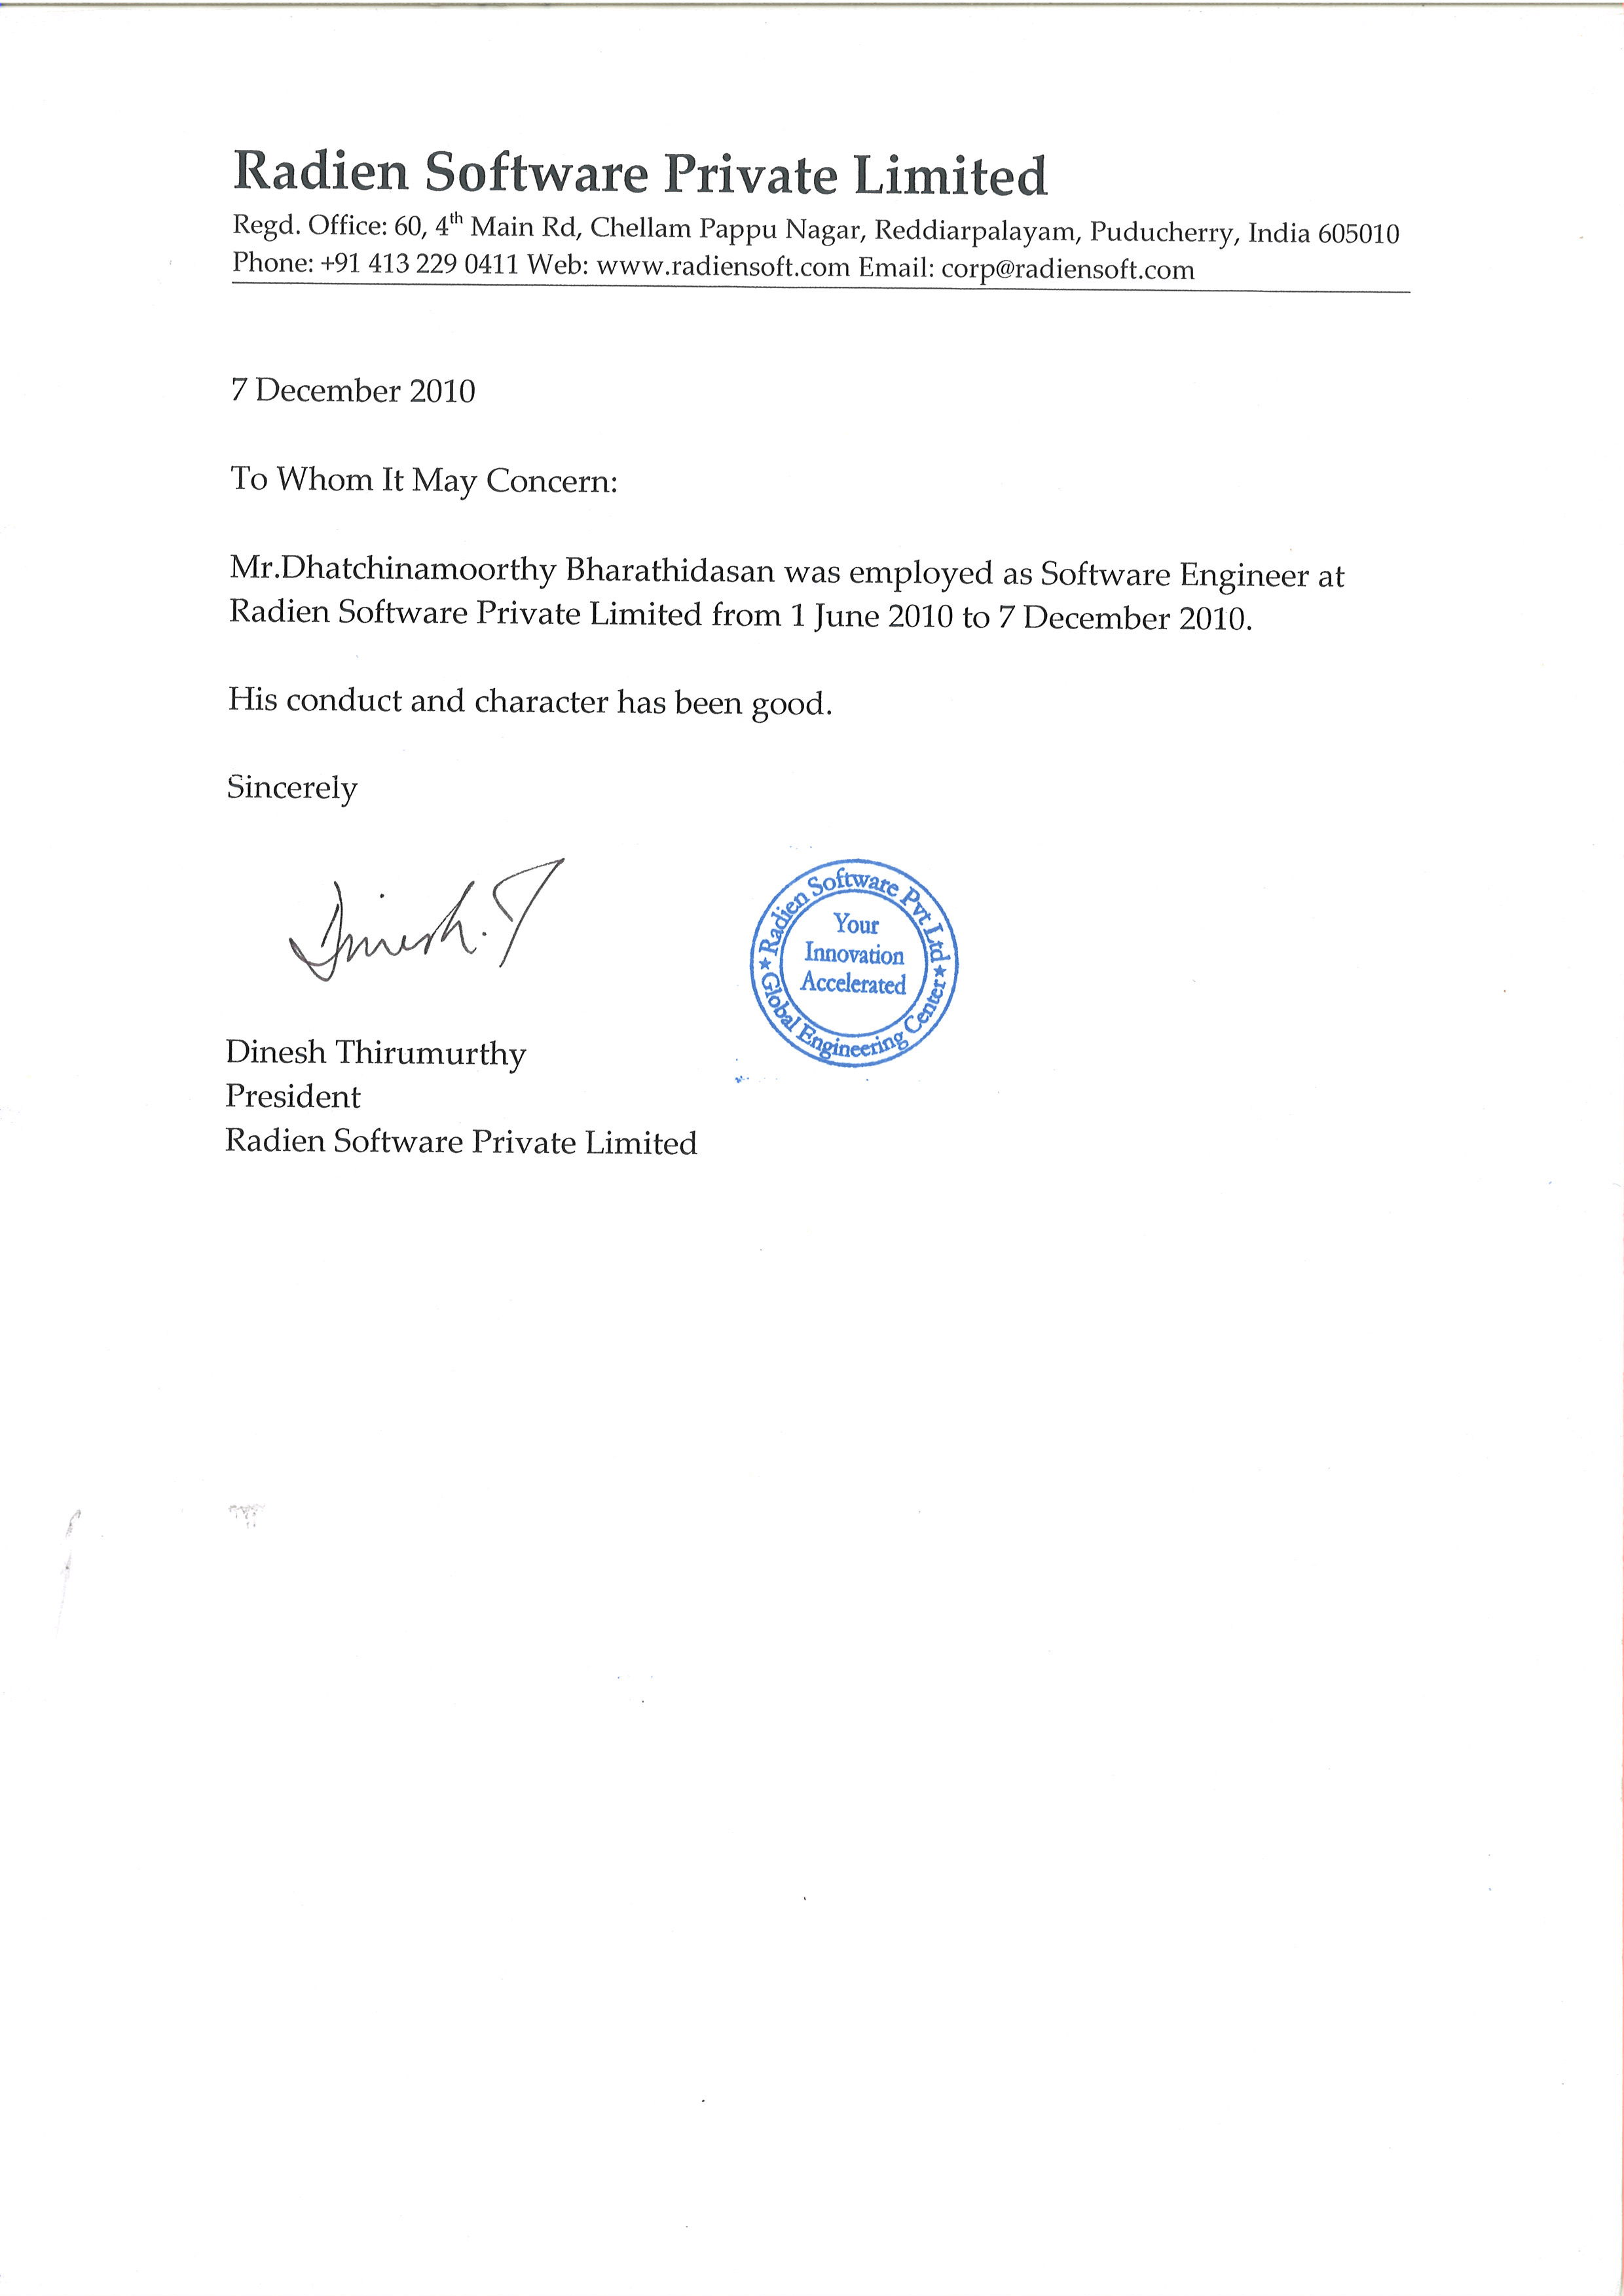 Radien Software Private Limited
Regd. Office: 60, 4th Main Rd, Chellam Pappu Nagar, Reddiarpalayam, Puducherry, India 605010
Phone: +91 413 229 0411 Web: www.radiensoft.com Email: corp@radiensoft.com
7 December 2010
To Whom It May Concern:
Mr.Dhatchinamoorthy Bharathidasan was employed as Software Engineer at
Radien Software Private Limited from 1 June 2010 to 7 December 2010.
His conduct and character has been good.
Sincerely
Dinesh.T
Radien Software Pvt Ltd
Your
Innovation
Accelerated
Global Engineering Center
Dinesh Thirumurthy
President
Radien Software Private Limited